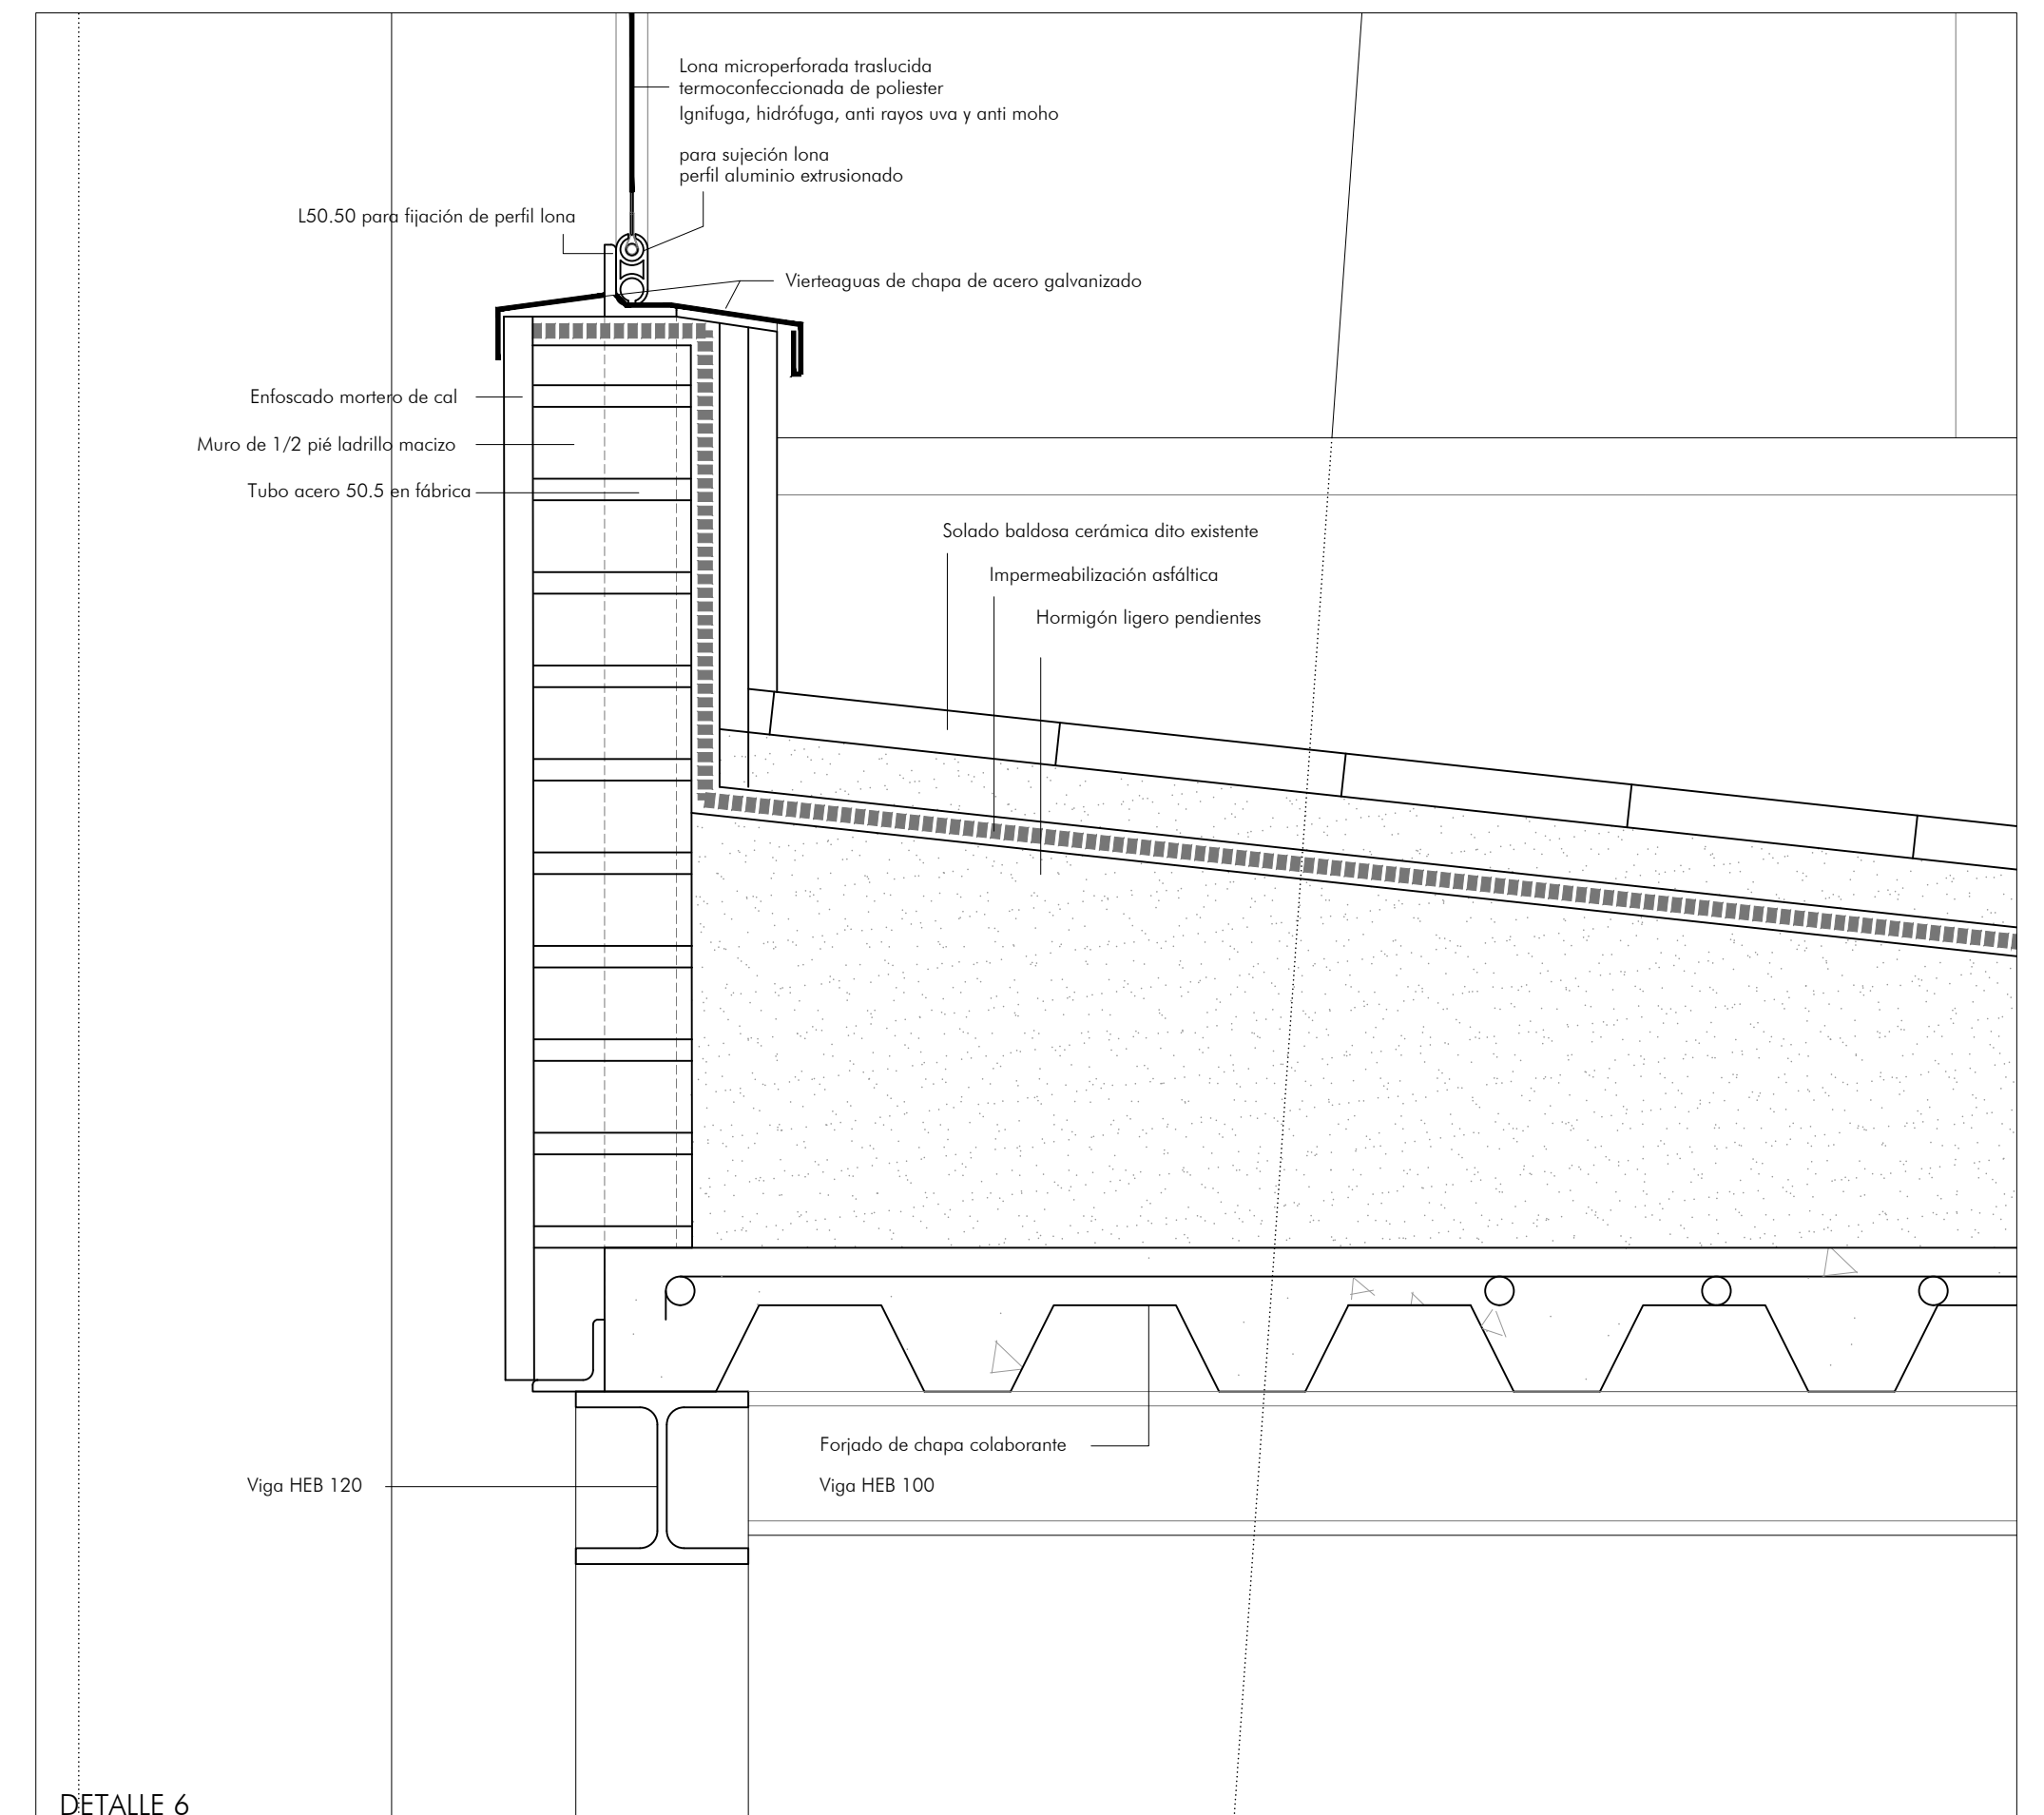 Lona microperforada traslucida
termoconfeccionada de poliester
Ignifuga, hidrófuga, anti rayos uva y anti moho
para sujeción lona
perfil aluminio extrusionado
L50.50 para fijación de perfil lona
Vierteaguas de chapa de acero galvanizado
Enfoscado mortero de cal
Muro de 1/2 pié ladrillo macizo
Tubo acero 50.5 en fábrica
Solado baldosa cerámica dito existente
Impermeabilización asfáltica
Hormigón ligero pendientes
Forjado de chapa colaborante
Viga HEB 120
Viga HEB 100
DETALLE 6